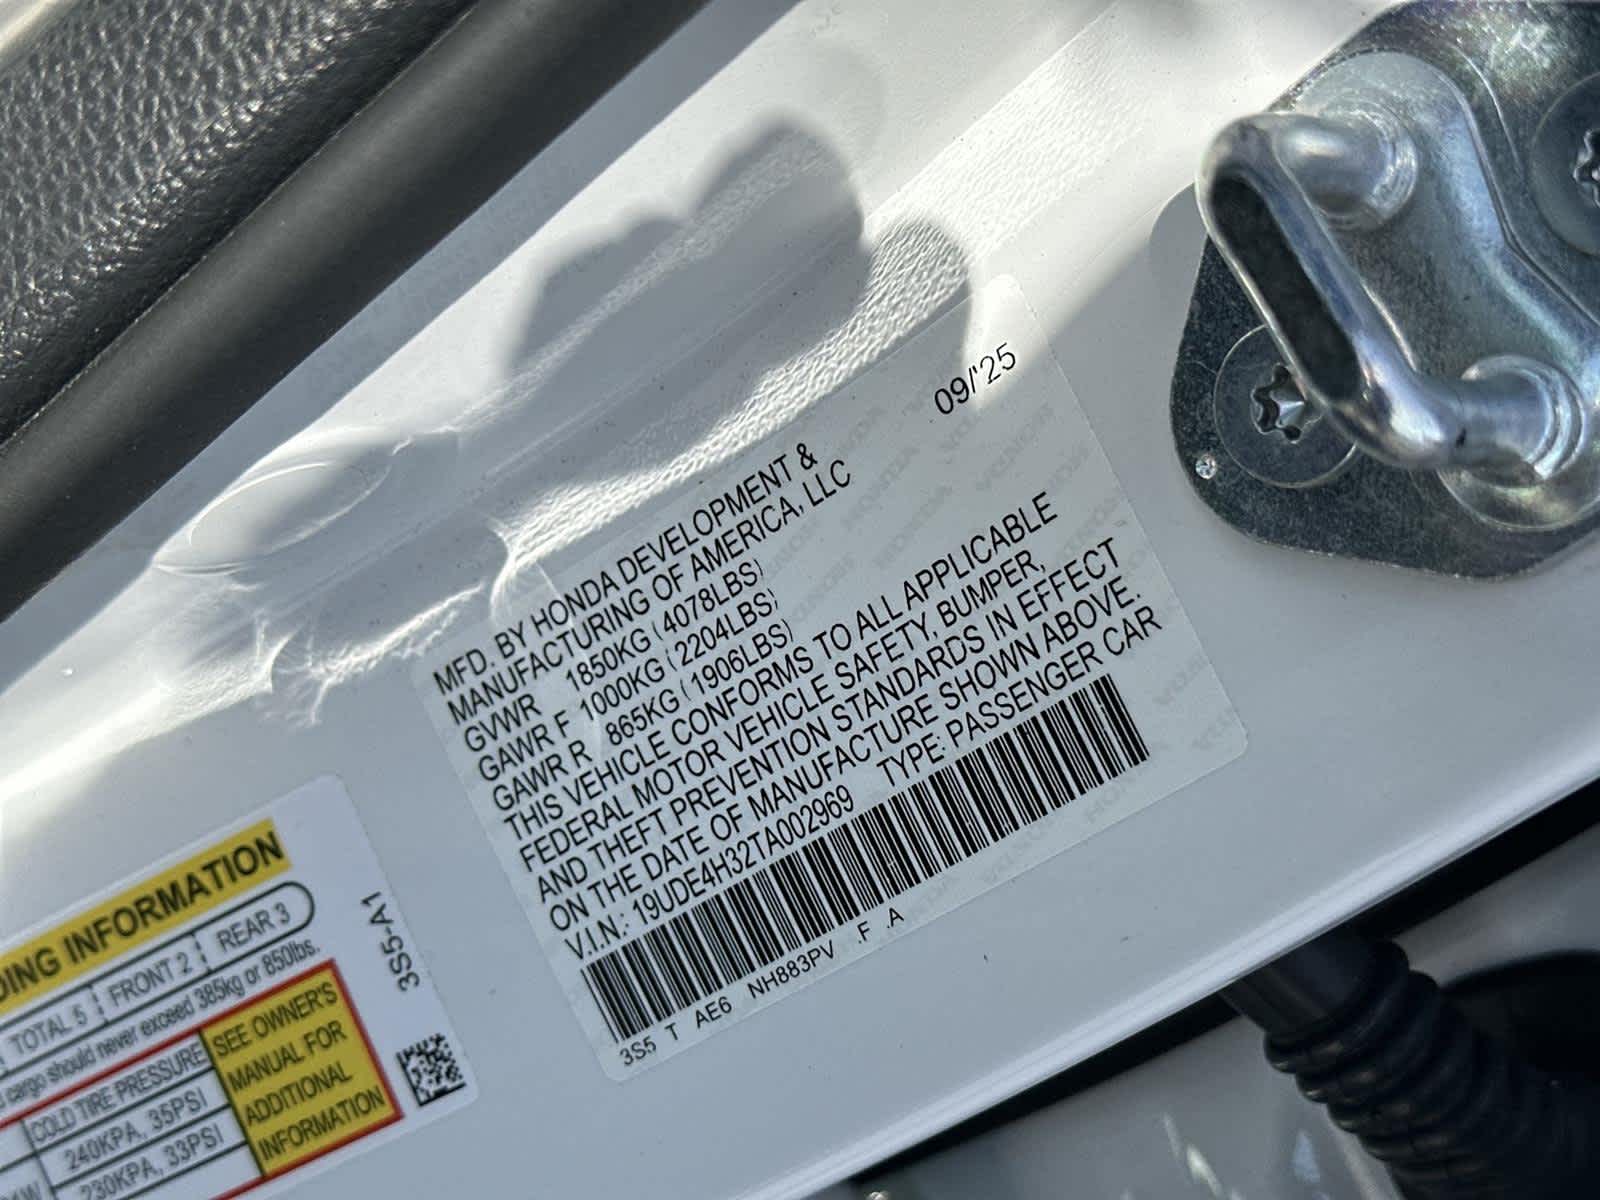 09/'25
MFD. BY HONDA DEVELOPMENT &
MANUFACTURING OF AMERICA, LLC
GVWR 1850KG (4078LBS)
GAWR F 1000KG (2204LBS)
GAWR R 865KG (1906LBS)
THIS VEHICLE CONFORMS TO ALL APPLICABLE
FEDERAL MOTOR VEHICLE SAFETY, BUMPER,
AND THEFT PREVENTION STANDARDS IN EFFECT
ON THE DATE OF MANUFACTURE SHOWN ABOVE.
V.I.N.: 19UDE4H32TA002969 TYPE: PASSENGER CAR
3S5 T AE6 NH883PV .F .A
DING INFORMATION
TOTAL 5 FRONT 2 REAR 3
cargo should never exceed 385kg or 850lbs.
COLD TIRE PRESSURE
240KPA, 35PSI
230KPA, 33PSI
SEE OWNER'S
MANUAL FOR
ADDITIONAL
INFORMATION
3S5-A1